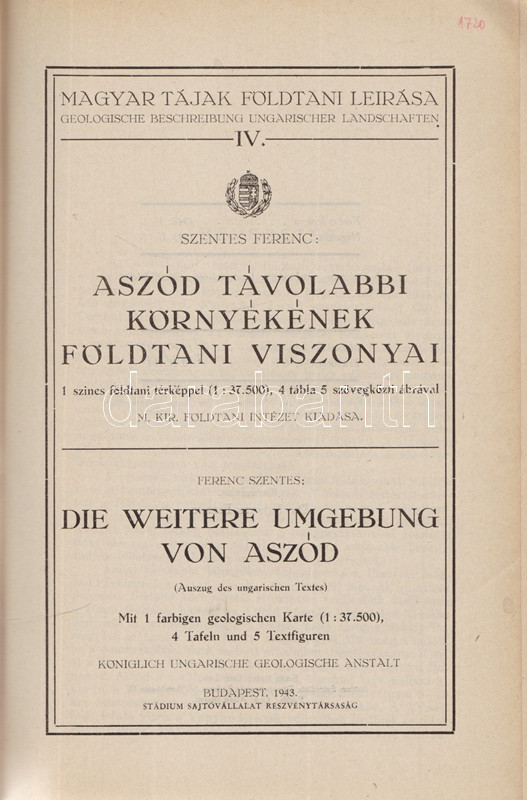 1720
MAGYAR TÁJAK FÖLDTANI LEIRÁSA
GEOLOGISCHE BESCHREIBUNG UNGARISCHER LANDSCHAFTEN
IV.
SZENTES FERENC:
ASZÓD TÁVOLABBI
KÖRNYÉKÉNEK
FÖLDTANI VISZONYAI
1 szines földtani térképpel (1 : 37.500), 4 tábla 5 szövegközti ábrával
darabanth
M. KIR. FÖLDTANI INTÉZET KIADÁSA.
FERENC SZENTES:
DIE WEITERE UMGEBUNG
VON ASZÓD
(Auszug des ungarischen Textes)
Mit 1 farbigen geologischen Karte (1 : 37.500),
4 Tafeln und 5 Textfiguren
KÖNIGLICH UNGARISCHE GEOLOGISCHE ANSTALT
BUDAPEST, 1943.
STÁDIUM SAJTÓVÁLLALAT RÉSZVÉNYTÁRSASÁG